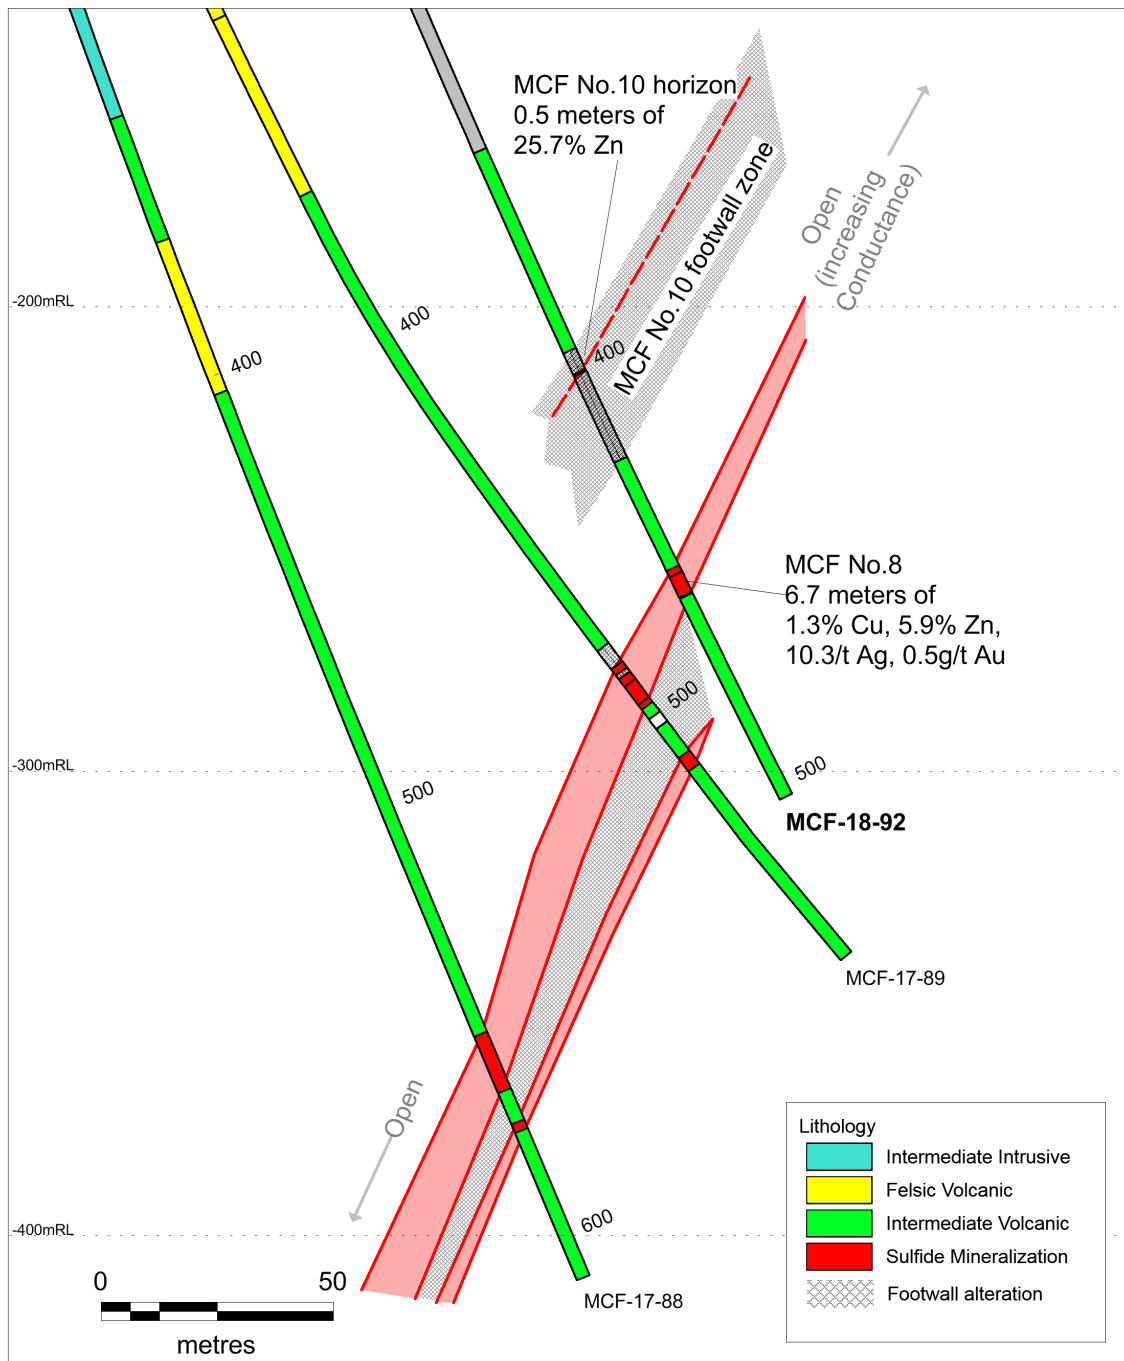 MCF No.10 horizon
0.5 meters of
25.7% Zn
MCF No.10 footwall zone
Open
(increasing
Conductance)
-200mRL
400
400
400
MCF No.8
6.7 meters of
1.3% Cu, 5.9% Zn,
10.3/t Ag, 0.5g/t Au
500
-300mRL
500
500
MCF-18-92
MCF-17-89
Open
-400mRL
600
MCF-17-88
0 50
metres
Lithology
Intermediate Intrusive
Felsic Volcanic
Intermediate Volcanic
Sulfide Mineralization
Footwall alteration